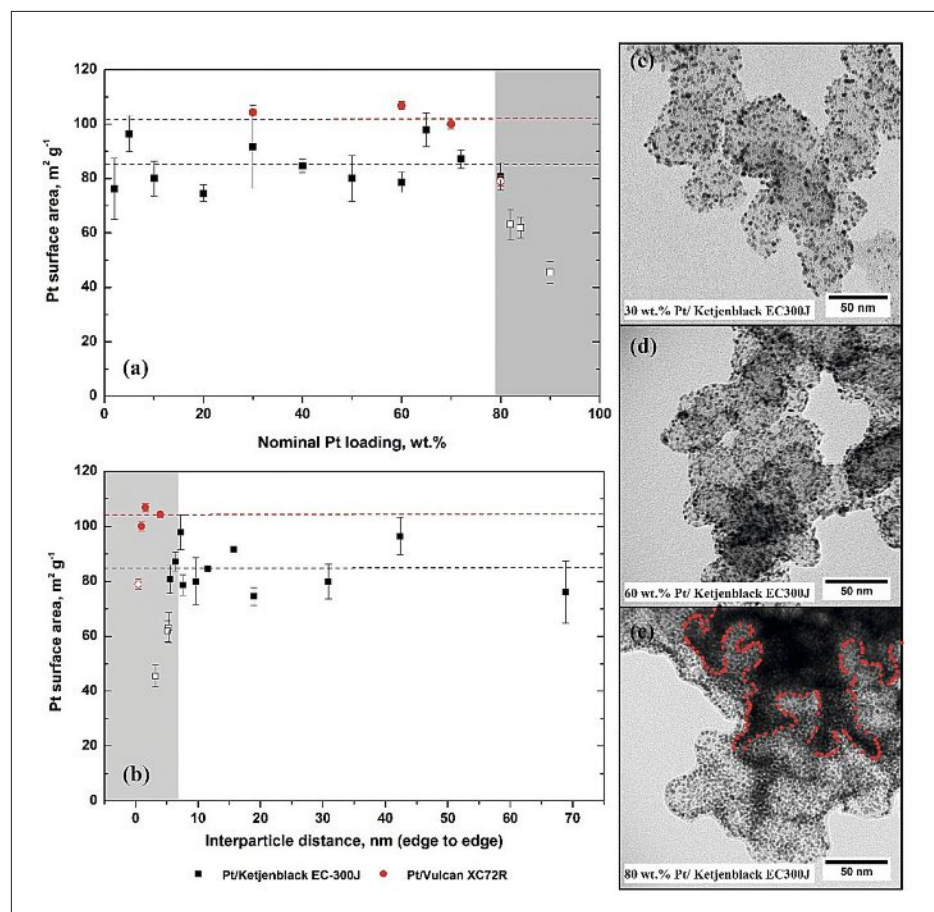 120
100
80
60
40
20
0
Pt surface area, m² g⁻¹
(a)
0 20 40 60 80 100
Nominal Pt loading, wt.%
120
100
80
60
40
20
0
Pt surface area, m² g⁻¹
(b)
0 10 20 30 40 50 60 70
Interparticle distance, nm (edge to edge)
Pt/Ketjenblack EC-300J Pt/Vulcan XC72R
(c)
30 wt.% Pt/ Ketjenblack EC300J
50 nm
(d)
60 wt.% Pt/ Ketjenblack EC300J
50 nm
(e)
80 wt.% Pt/ Ketjenblack EC300J
50 nm